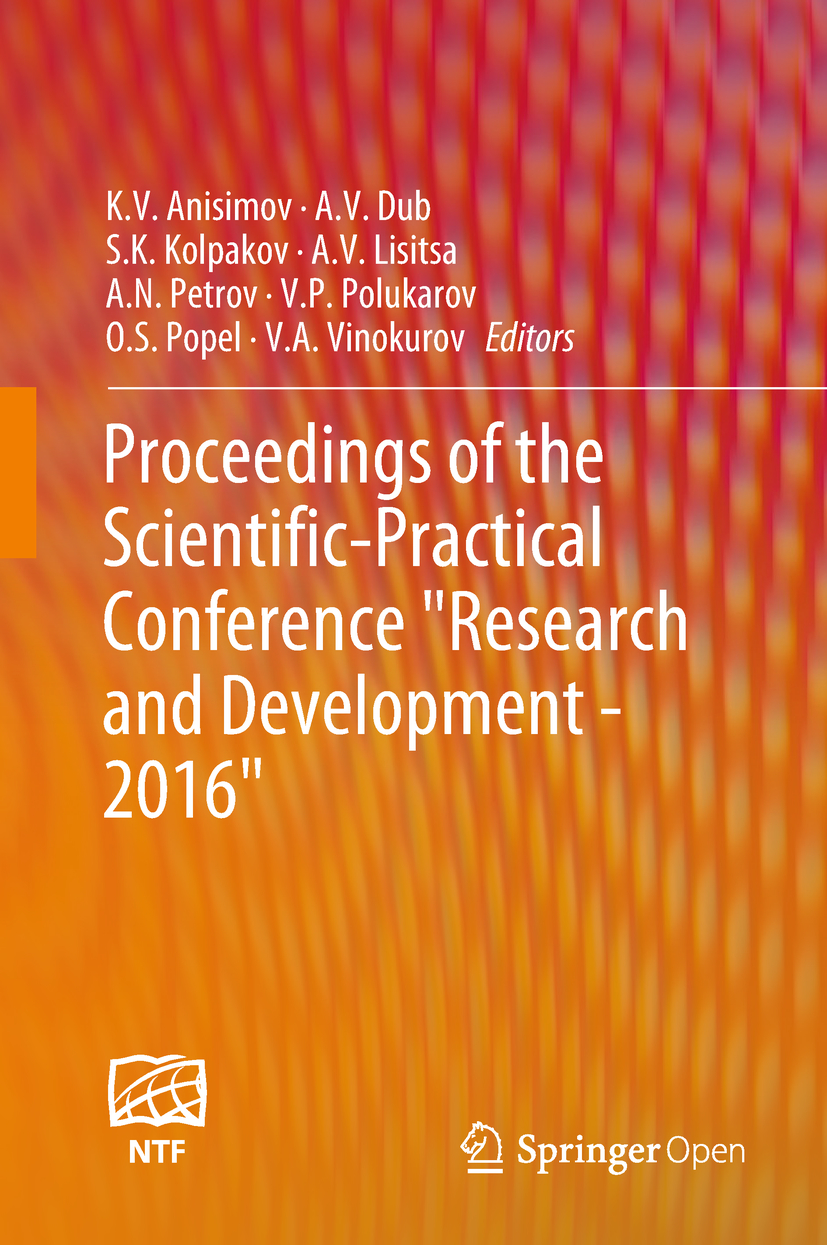 K.V. Anisimov · A.V. Dub
S.K. Kolpakov · A.V. Lisitsa
A.N. Petrov · V.P. Polukarov
O.S. Popel · V.A. Vinokurov Editors
Proceedings of the
Scientific-Practical
Conference "Research
and Development -
2016"
NTF
Springer Open